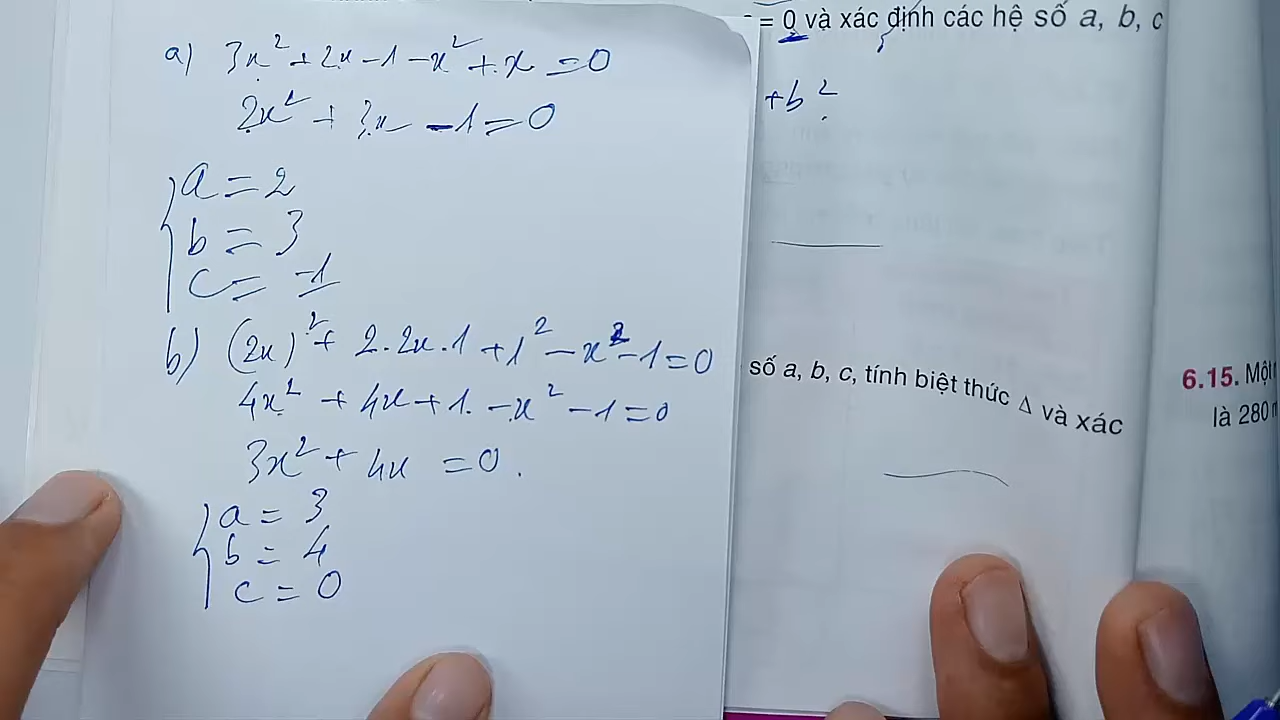 a) 3x² + 2x - 1 - x² + x = 0
2x² + 3x - 1 = 0
a = 2
b = 3
c = -1
b) (2x)² + 2.2x.1 + 1² - x² - 1 = 0
4x² + 4x + 1 - x² - 1 = 0
3x² + 4x = 0.
a = 3
b = 4
c = 0
= 0 và xác định các hệ số a, b, c
+b²
số a, b, c, tính biệt thức Δ và xác
6.15. Một
là 280